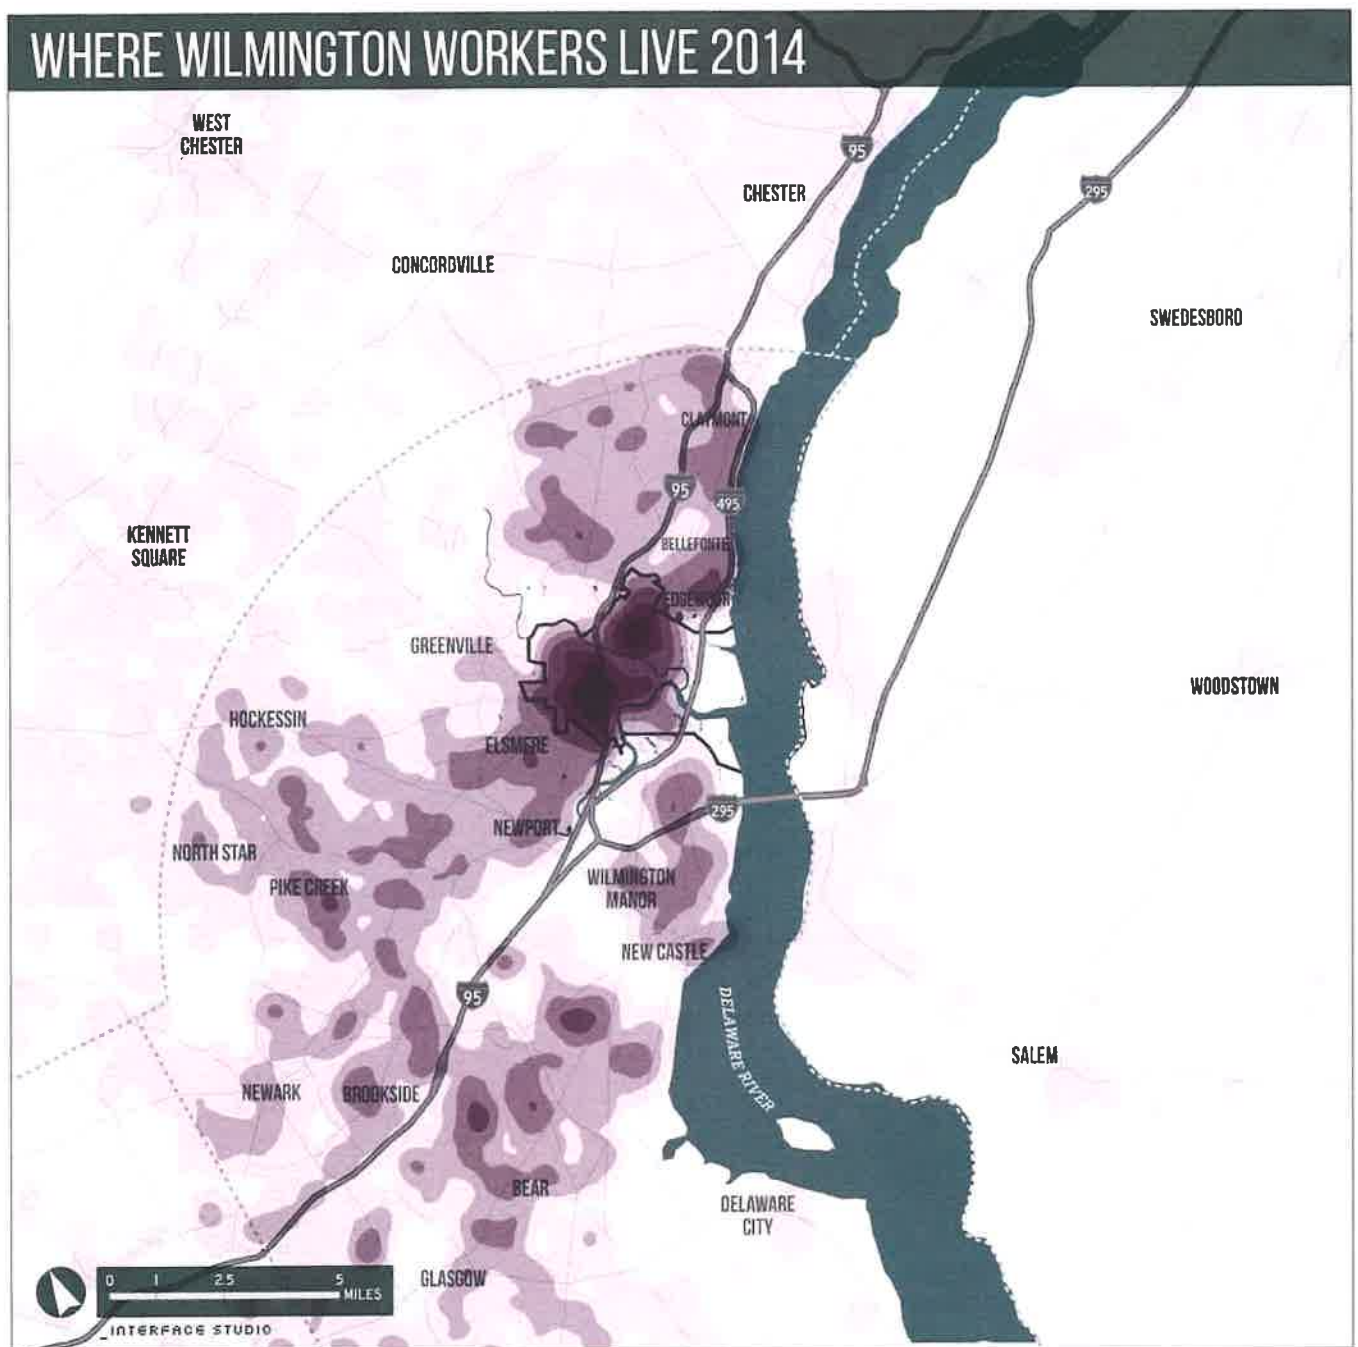 WHERE WILMINGTON WORKERS LIVE 2014
WEST
CHESTER
95
CHESTER
295
CONCORDVILLE
SWEDESBORO
CLAYMONT
95
495
KENNETT
SQUARE
BELLEFONTE
EDGEMOOR
GREENVILLE
WOODSTOWN
HOCKESSIN
ELSMERE
295
NEWPORT
NORTH STAR
PIKE CREEK
WILMINGTON
MANOR
NEW CASTLE
95
DELAWARE RIVER
SALEM
NEWARK
BROOKSIDE
BEAR
DELAWARE
CITY
GLASGOW
0 1 2.5 5
MILES
INTERFACE STUDIO